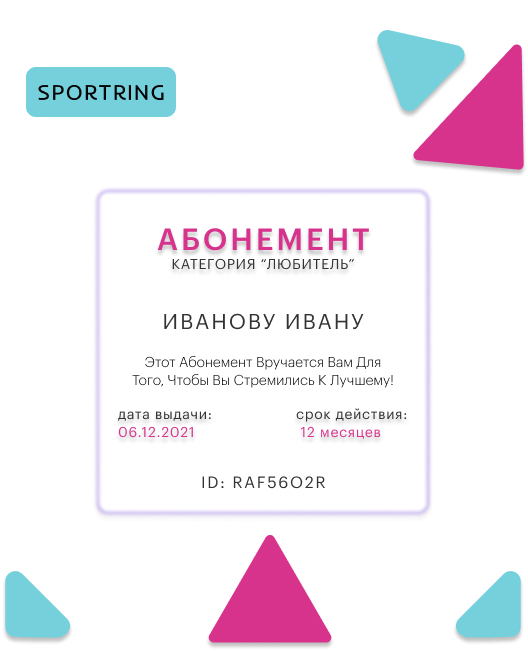 SPORTRING
АБОНЕМЕНТ
КАТЕГОРИЯ “ЛЮБИТЕЛЬ”
ИВАНОВУ ИВАНУ
Этот Абонемент Вручается Вам Для
Того, Чтобы Вы Стремились К Лучшему!
дата выдачи: срок действия:
06.12.2021 12 месяцев
ID: RAF56O2R